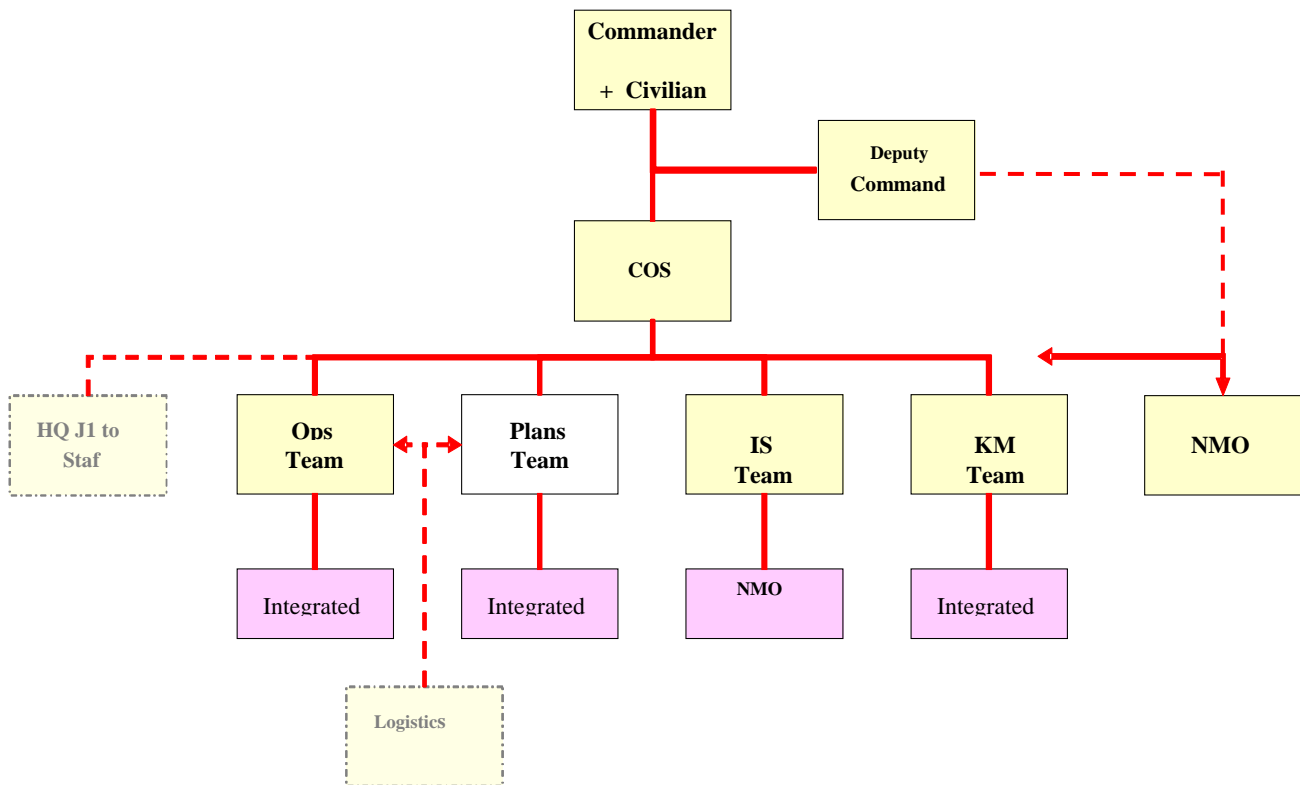 Commander
+ Civilian
Deputy
Command
COS
HQ J1 to
Staf
Ops
Team
Plans
Team
IS
Team
KM
Team
NMO
Integrated
Integrated
NMO
Integrated
Logistics